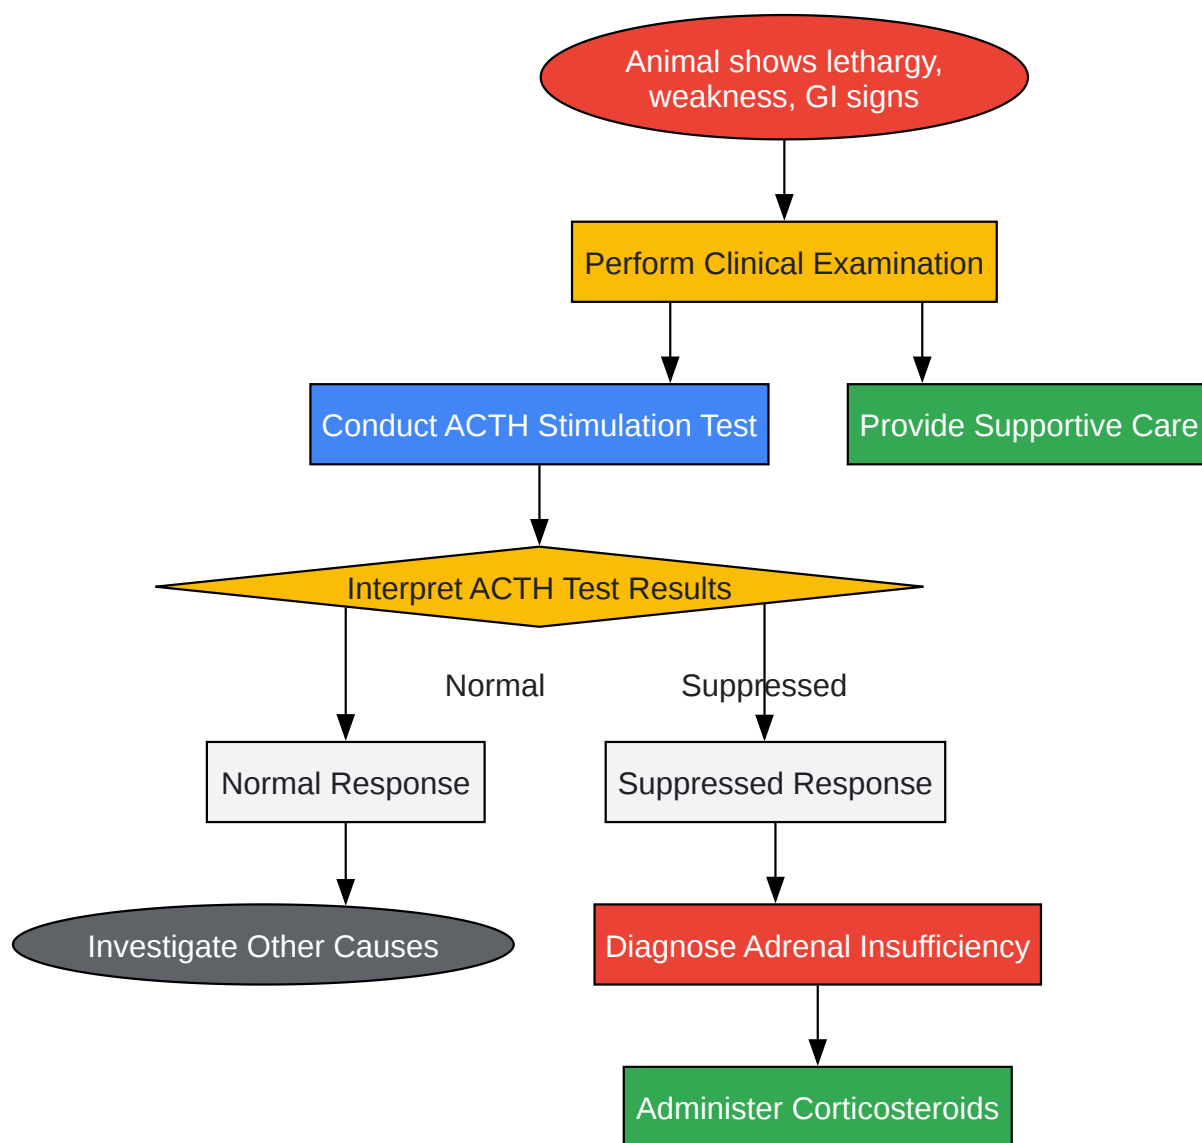 Animal shows lethargy,
weakness, GI signs
Perform Clinical Examination
Conduct ACTH Stimulation Test
Provide Supportive Care
Interpret ACTH Test Results
Normal
Suppressed
Normal Response
Suppressed Response
Investigate Other Causes
Diagnose Adrenal Insufficiency
Administer Corticosteroids